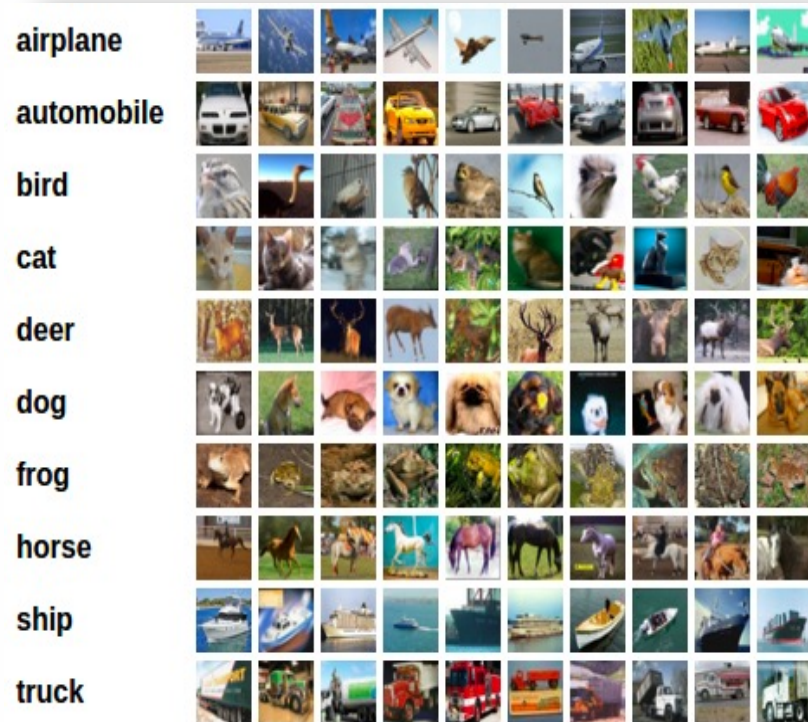 airplane
automobile
bird
cat
deer
dog
frog
horse
ship
truck